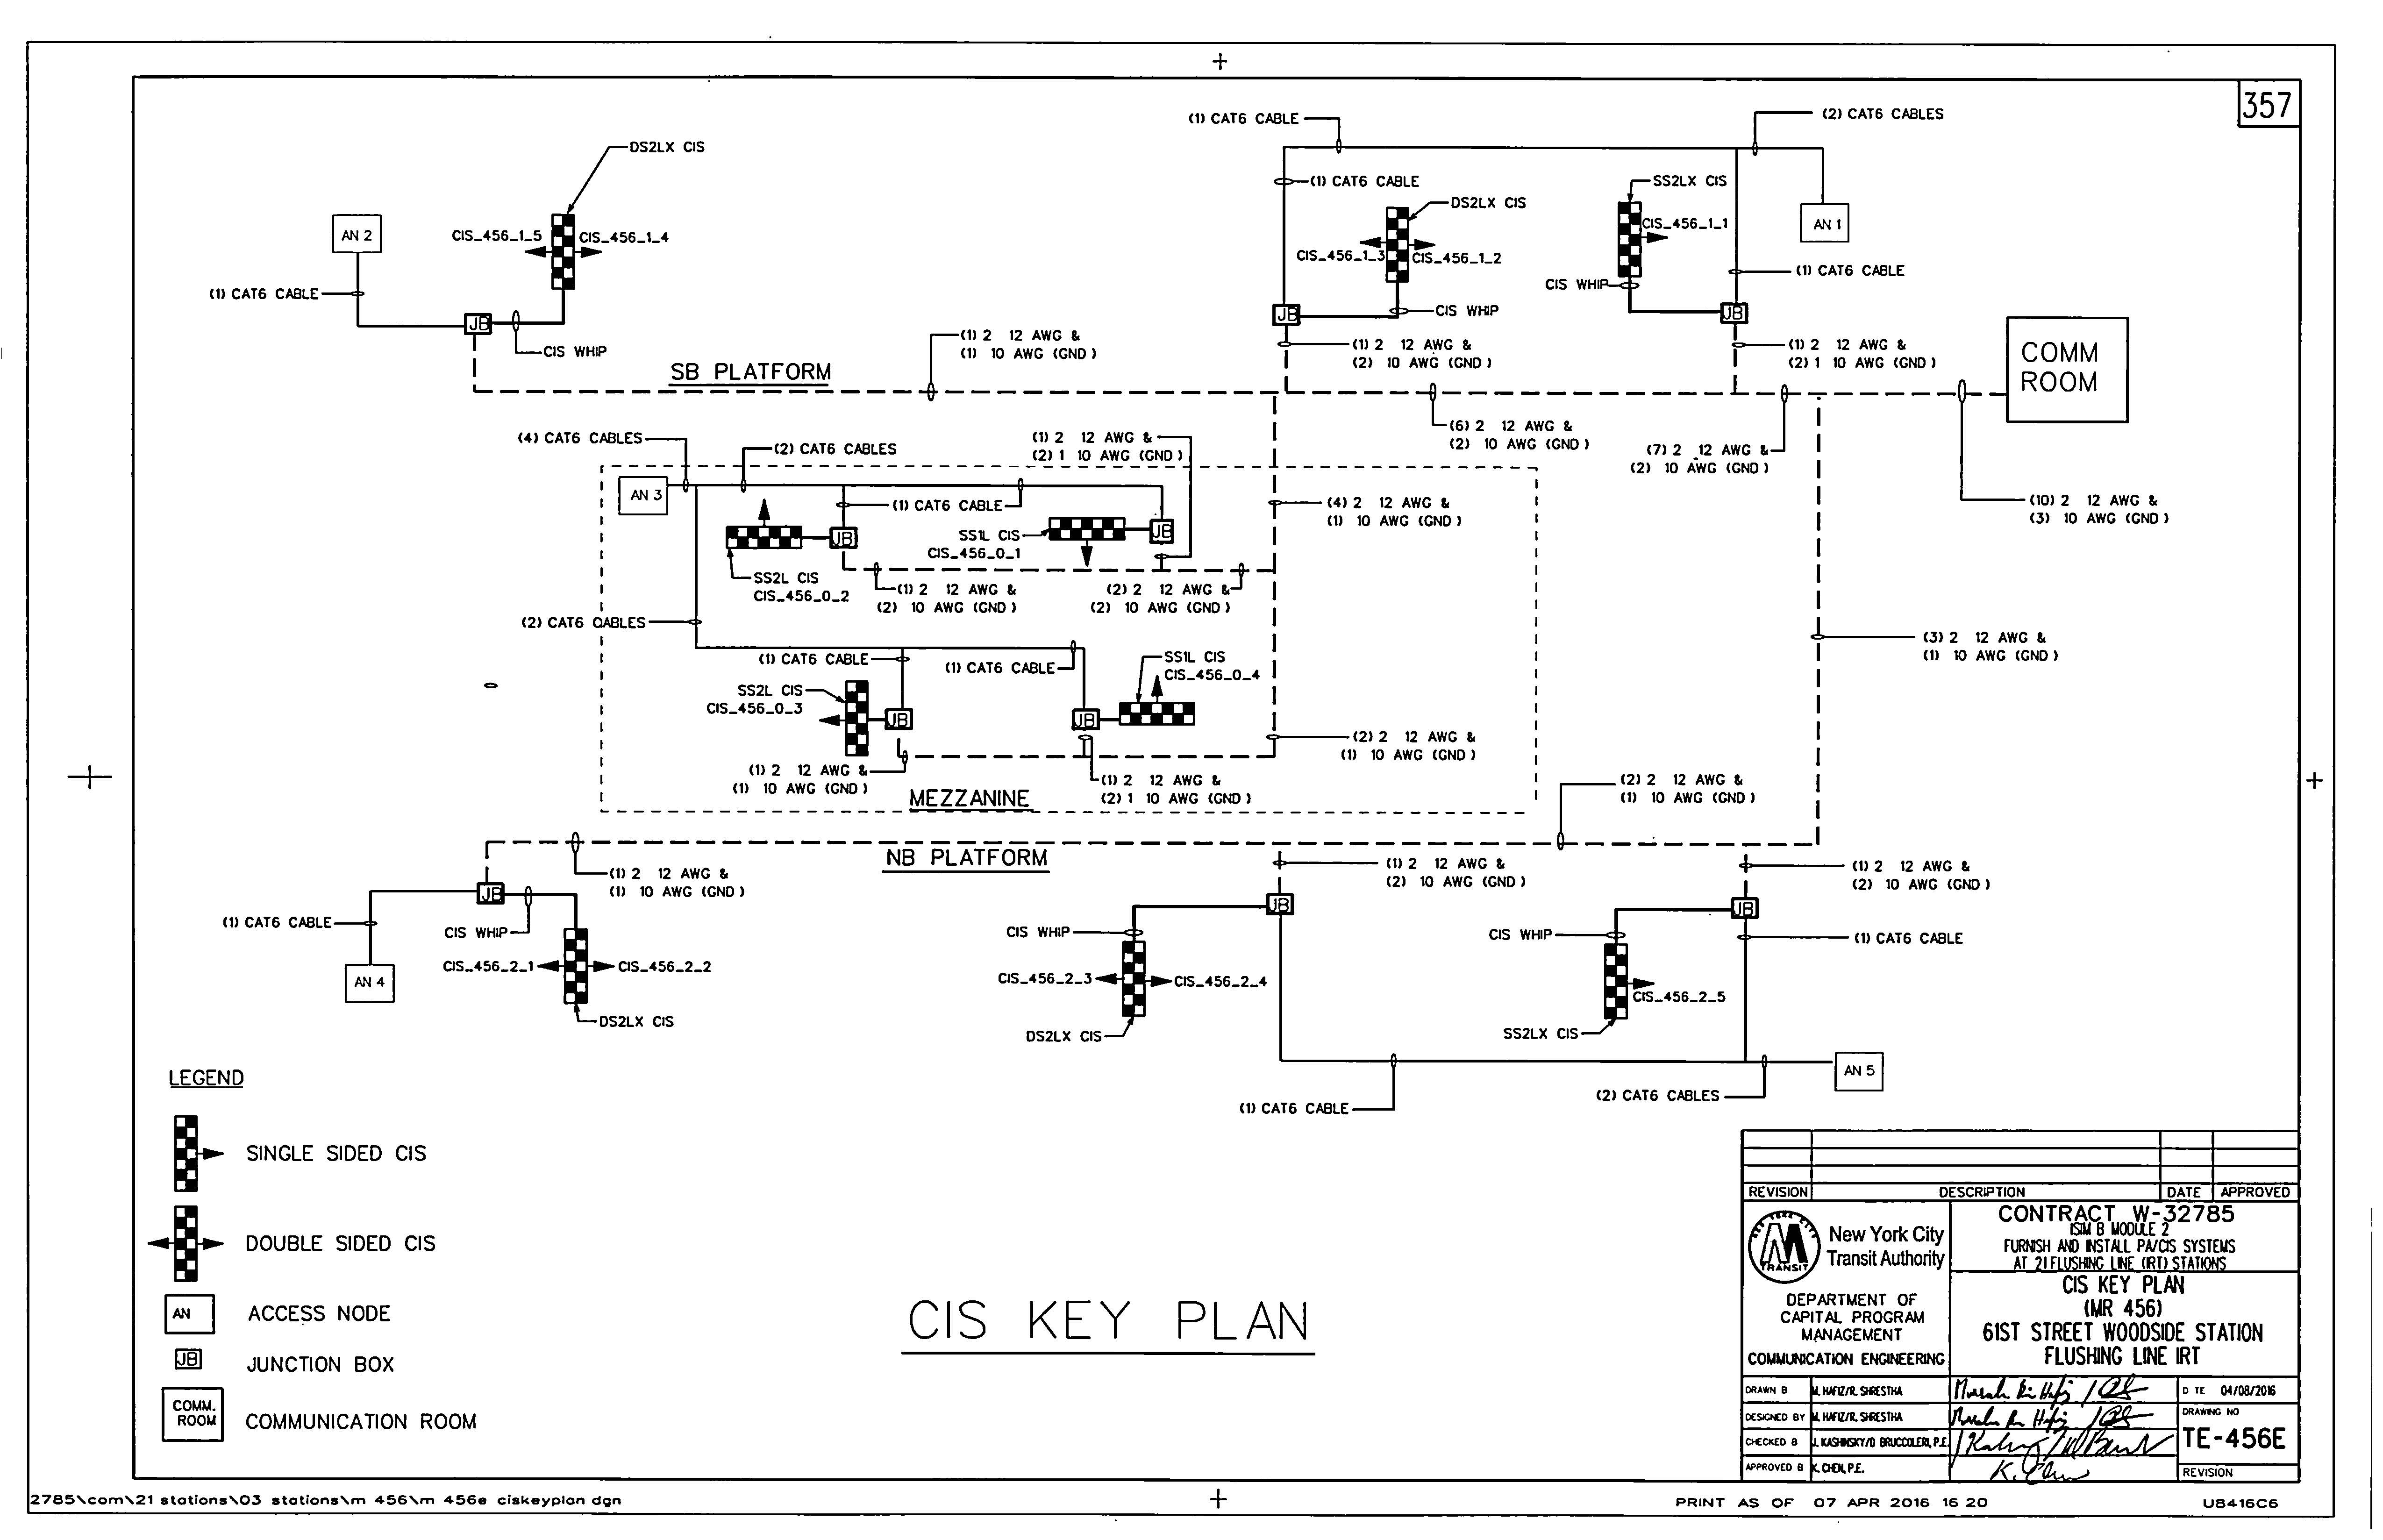 357
(1) CAT6 CABLE
(2) CAT6 CABLES
DS2LX CIS
AN 2
CIS_456_1_5
CIS_456_1_4
(1) CAT6 CABLE
JB
CIS WHIP
(1) CAT6 CABLE
DS2LX CIS
CIS_456_1_3
CIS_456_1_2
JB
CIS WHIP
SS2LX CIS
CIS_456_1_1
CIS WHIP
JB
AN 1
(1) CAT6 CABLE
COMM
ROOM
SB PLATFORM
(1) 2 12 AWG &
(1) 10 AWG (GND )
(1) 2 12 AWG &
(2) 10 AWG (GND )
(1) 2 12 AWG &
(2) 1 10 AWG (GND )
(6) 2 12 AWG &
(2) 10 AWG (GND )
(7) 2 12 AWG &
(2) 10 AWG (GND )
(10) 2 12 AWG &
(3) 10 AWG (GND )
(4) CAT6 CABLES
(2) CAT6 CABLES
(1) 2 12 AWG &
(2) 1 10 AWG (GND )
AN 3
(1) CAT6 CABLE
JB
SS1L CIS
CIS_456_0_1
JB
SS2L CIS
CIS_456_0_2
(1) 2 12 AWG &
(2) 10 AWG (GND )
(2) 2 12 AWG &
(2) 10 AWG (GND )
(4) 2 12 AWG &
(1) 10 AWG (GND )
(2) CAT6 CABLES
(1) CAT6 CABLE
(1) CAT6 CABLE
SS1L CIS
CIS_456_0_4
SS2L CIS
CIS_456_0_3
JB
JB
(1) 2 12 AWG &
(1) 10 AWG (GND )
(1) 2 12 AWG &
(2) 1 10 AWG (GND )
(2) 2 12 AWG &
(1) 10 AWG (GND )
(3) 2 12 AWG &
(1) 10 AWG (GND )
MEZZANINE
(2) 2 12 AWG &
(1) 10 AWG (GND )
NB PLATFORM
(1) 2 12 AWG &
(1) 10 AWG (GND )
(1) 2 12 AWG &
(2) 10 AWG (GND )
(1) 2 12 AWG &
(2) 10 AWG (GND )
JB
(1) CAT6 CABLE
CIS WHIP
AN 4
CIS_456_2_1
CIS_456_2_2
DS2LX CIS
JB
CIS WHIP
CIS_456_2_3
CIS_456_2_4
DS2LX CIS
JB
CIS WHIP
(1) CAT6 CABLE
CIS_456_2_5
SS2LX CIS
AN 5
(1) CAT6 CABLE
(2) CAT6 CABLES
LEGEND
SINGLE SIDED CIS
DOUBLE SIDED CIS
AN
ACCESS NODE
JB
JUNCTION BOX
COMM.
ROOM
COMMUNICATION ROOM
CIS KEY PLAN
REVISION
DESCRIPTION
DATE
APPROVED
NEW YORK CITY
TRANSIT
New York City
Transit Authority
DEPARTMENT OF
CAPITAL PROGRAM
MANAGEMENT
COMMUNICATION ENGINEERING
CONTRACT W-32785
ISIM B MODULE 2
FURNISH AND INSTALL PA/CIS SYSTEMS
AT 21 FLUSHING LINE (IRT) STATIONS
CIS KEY PLAN
(MR 456)
61ST STREET WOODSIDE STATION
FLUSHING LINE IRT
DRAWN B
M. HAFIZ/R. SHRESTHA
D TE 04/08/2016
DESIGNED BY
M. HAFIZ/R. SHRESTHA
DRAWING NO
TE-456E
CHECKED B
J. KASHINSKY/D BRUCCOLERI, P.E.
APPROVED B
K. CHEN, P.E.
K. Chen
REVISION
2785\com\21 stations\03 stations\m 456\m 456e ciskeyplan dgn
PRINT AS OF 07 APR 2016 16 20
U8416C6